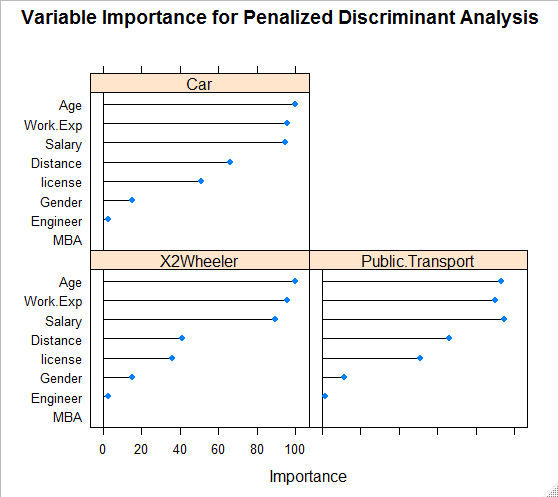 Variable Importance for Penalized Discriminant Analysis
Car
Age
Work.Exp
Salary
Distance
license
Gender
Engineer
MBA
X2Wheeler
Public.Transport
Age
Work.Exp
Salary
Distance
license
Gender
Engineer
MBA
0 20 40 60 80 100
Importance